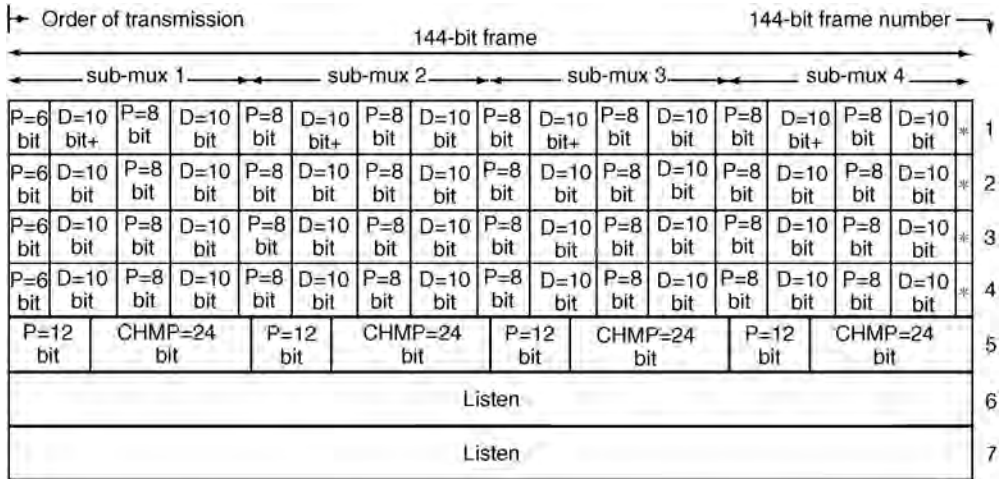 Order of transmission
144-bit frame number
144-bit frame
sub-mux 1 sub-mux 2 sub-mux 3 sub-mux 4
P=6 bit D=10 bit+ P=8 bit D=10 bit P=8 bit D=10 bit+ P=8 bit D=10 bit P=8 bit D=10 bit+ P=8 bit D=10 bit P=8 bit D=10 bit+ P=8 bit D=10 bit * 1
P=6 bit D=10 bit P=8 bit D=10 bit P=8 bit D=10 bit P=8 bit D=10 bit P=8 bit D=10 bit P=8 bit D=10 bit P=8 bit D=10 bit P=8 bit D=10 bit * 2
P=6 bit D=10 bit P=8 bit D=10 bit P=8 bit D=10 bit P=8 bit D=10 bit P=8 bit D=10 bit P=8 bit D=10 bit P=8 bit D=10 bit P=8 bit D=10 bit * 3
P=6 bit D=10 bit P=8 bit D=10 bit P=8 bit D=10 bit P=8 bit D=10 bit P=8 bit D=10 bit P=8 bit D=10 bit P=8 bit D=10 bit P=8 bit D=10 bit * 4
P=12 bit CHMP=24 bit P=12 bit CHMP=24 bit P=12 bit CHMP=24 bit P=12 bit CHMP=24 bit 5
Listen 6
Listen 7